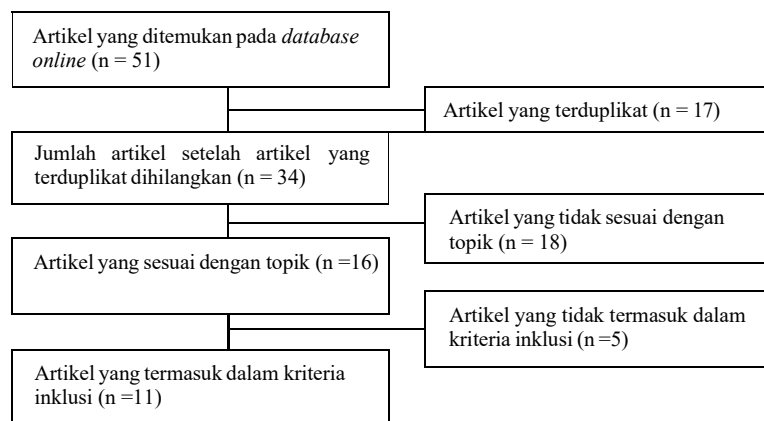 Artikel yang ditemukan pada database
online (n = 51)
Artikel yang terduplikat (n = 17)
Jumlah artikel setelah artikel yang
terduplikat dihilangkan (n = 34)
Artikel yang tidak sesuai dengan
topik (n = 18)
Artikel yang sesuai dengan topik (n =16)
Artikel yang tidak termasuk dalam
kriteria inklusi (n =5)
Artikel yang termasuk dalam kriteria
inklusi (n =11)